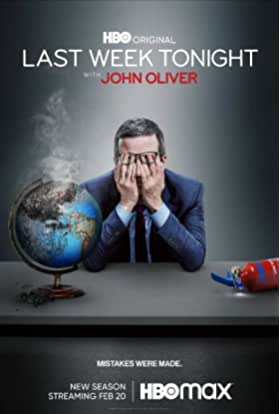 HBO ORIGINAL
LAST WEEK TONIGHT
WITH JOHN OLIVER
MISTAKES WERE MADE.
NEW SEASON
STREAMING FEB 20
HBOMAX